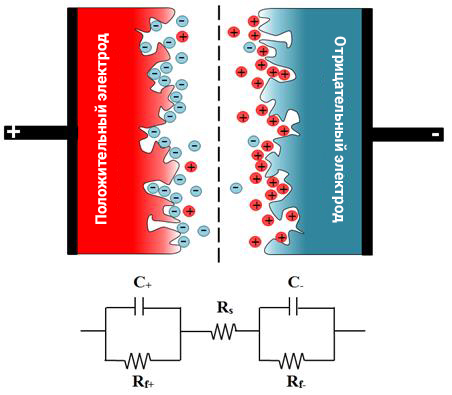 Положительный электрод
Отрицательный электрод
+
-
C+
C-
Rs
Rf+
Rf-